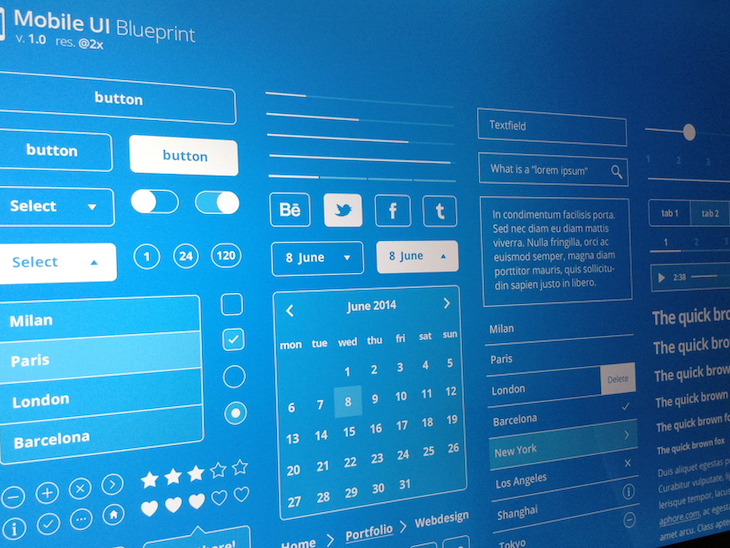 Mobile UI Blueprint
v. 1.0 res. @2x
button
button
button
Select
Select
1 24 120
Milan
Paris
London
Barcelona
Bē f t
8 June
8 June
June 2014
mon tue wed thu fri sat sun
1 2 3 4 5
6 7 8 9 10 11 12
13 14 15 16 17 18 19
20 21 22 23 24 25 26
27 28 29 30 31
Home Portfolio Webdesign
Textfield
What is a "lorem ipsum"
In condimentum facilisis porta.
Sed nec diam eu diam mattis
viverra. Nulla fringilla, orci ac
euismod semper, magna diam
porttitor mauris, quis sollicitu-
din sapien justo in libero.
Milan
Paris
London Delete
Barcelona
New York
Los Angeles
Shanghai
Tokyo
1 2 3
tab 1 tab 2
1 2 3
2:38
The quick
The quick
The quick brown
The quick brown
The quick brown
The quick brown fox
Duis aliquet egestas
Curabitur vulputate,
lerisque tempor,
aphore.com, ac
amet arcu. Class